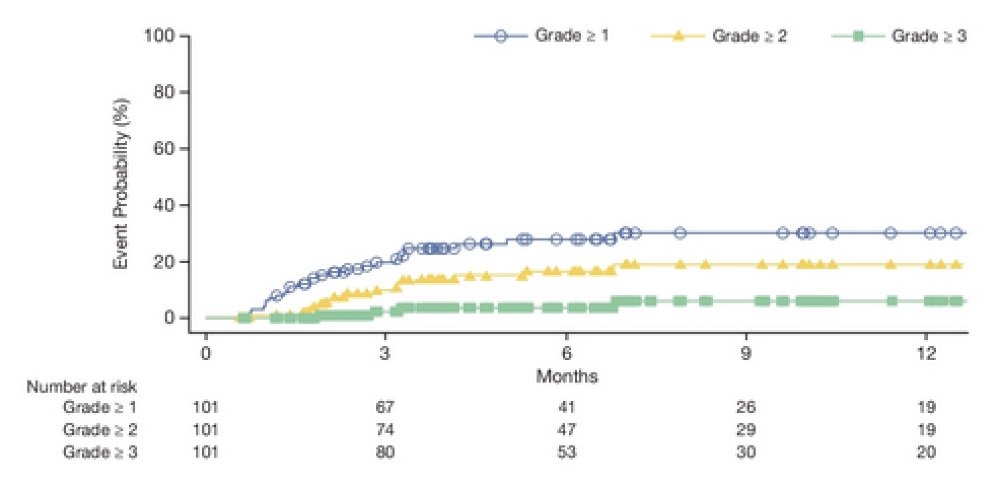 Grade ≥ 1 Grade ≥ 2 Grade ≥ 3
100
80
60
40
20
0
Event Probability (%)
0 3 6 9 12
Months
Number at risk
Grade ≥ 1 101 67 41 26 19
Grade ≥ 2 101 74 47 29 19
Grade ≥ 3 101 80 53 30 20